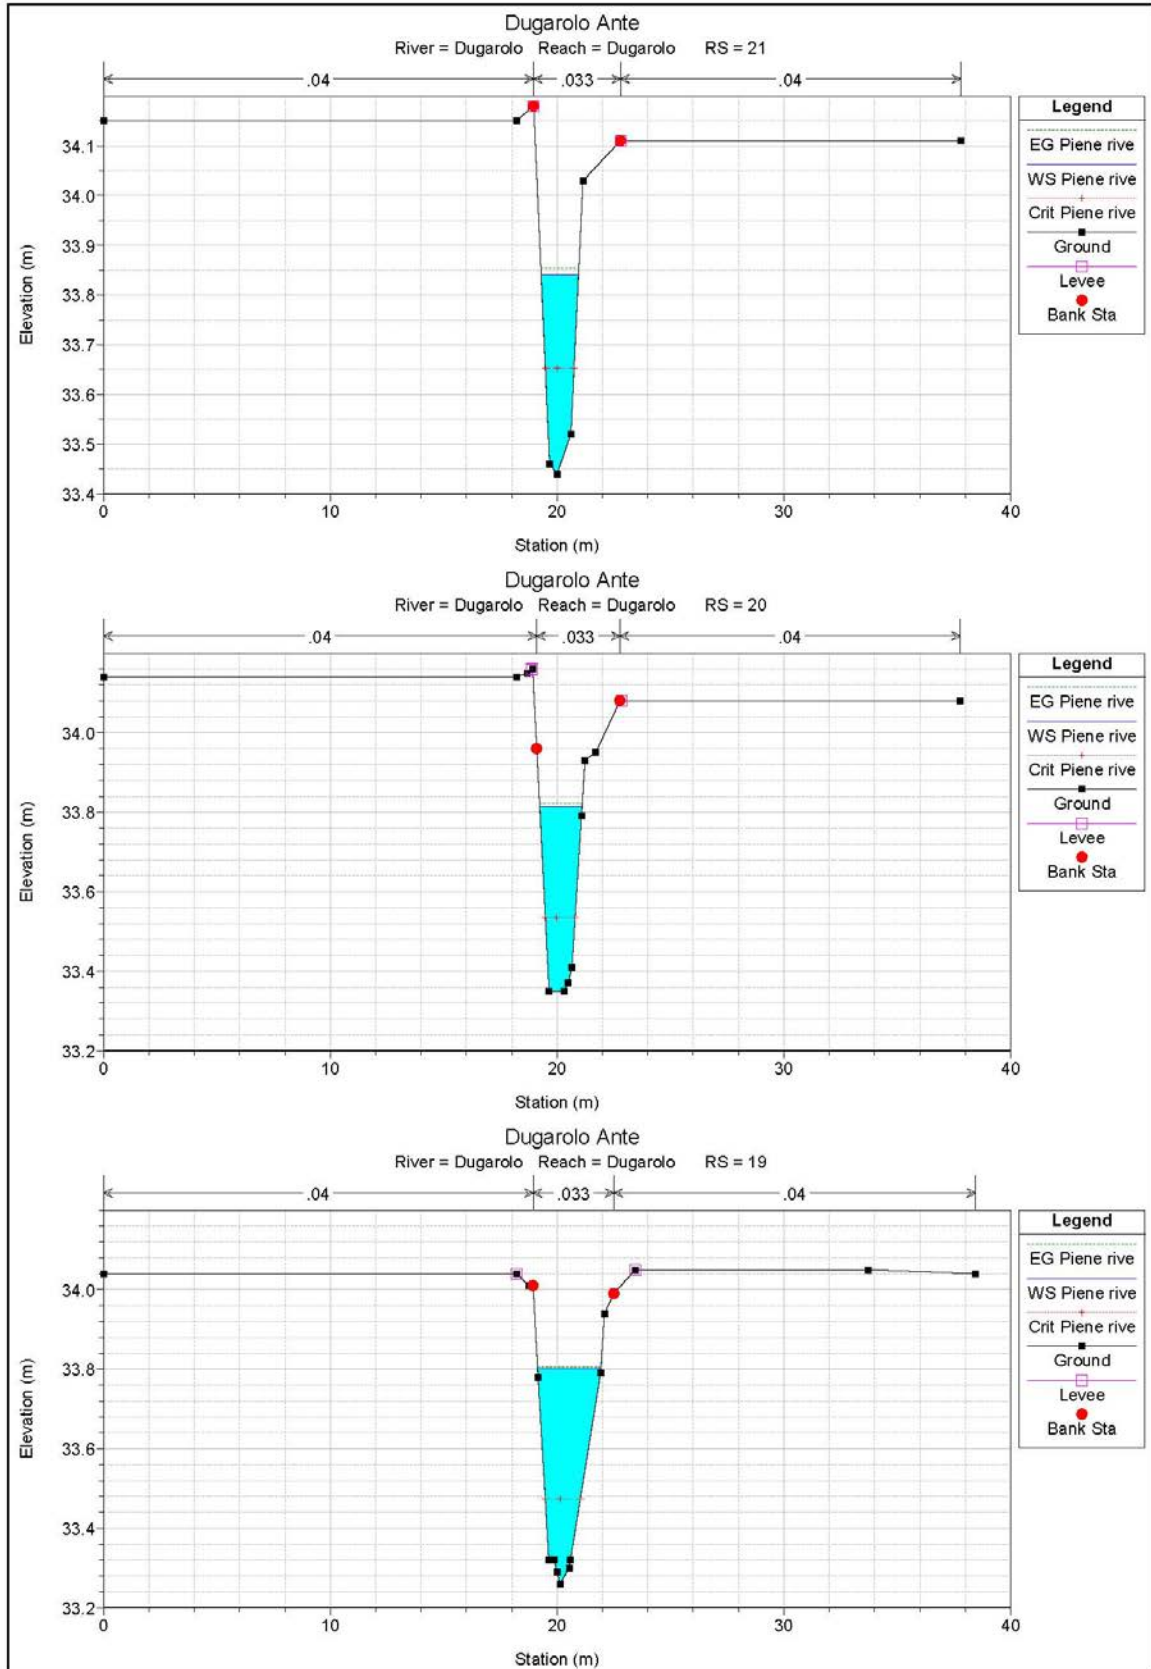 Dugarolo Ante
River = Dugarolo Reach = Dugarolo RS = 21
.04 .033 .04
Elevation (m)
34.1
34.0
33.9
33.8
33.7
33.6
33.5
33.4
0 10 20 30 40
Station (m)
Legend
EG Piene rive
WS Piene rive
Crit Piene rive
Ground
Levee
Bank Sta
Dugarolo Ante
River = Dugarolo Reach = Dugarolo RS = 20
.04 .033 .04
Elevation (m)
34.0
33.8
33.6
33.4
33.2
0 10 20 30 40
Station (m)
Legend
EG Piene rive
WS Piene rive
Crit Piene rive
Ground
Levee
Bank Sta
Dugarolo Ante
River = Dugarolo Reach = Dugarolo RS = 19
.04 .033 .04
Elevation (m)
34.0
33.8
33.6
33.4
33.2
0 10 20 30 40
Station (m)
Legend
EG Piene rive
WS Piene rive
Crit Piene rive
Ground
Levee
Bank Sta